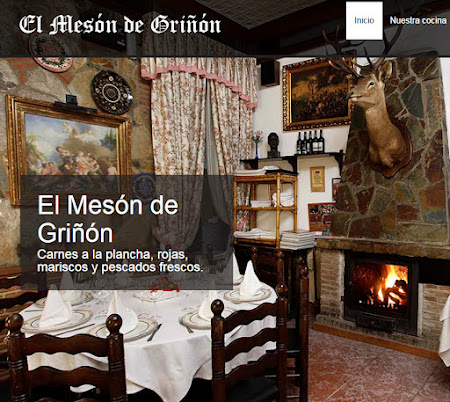 El Mesón de Griñón
Inicio
Nuestra cocina
El Mesón de
Griñón
Carnes a la plancha, rojas,
mariscos y pescados frescos.